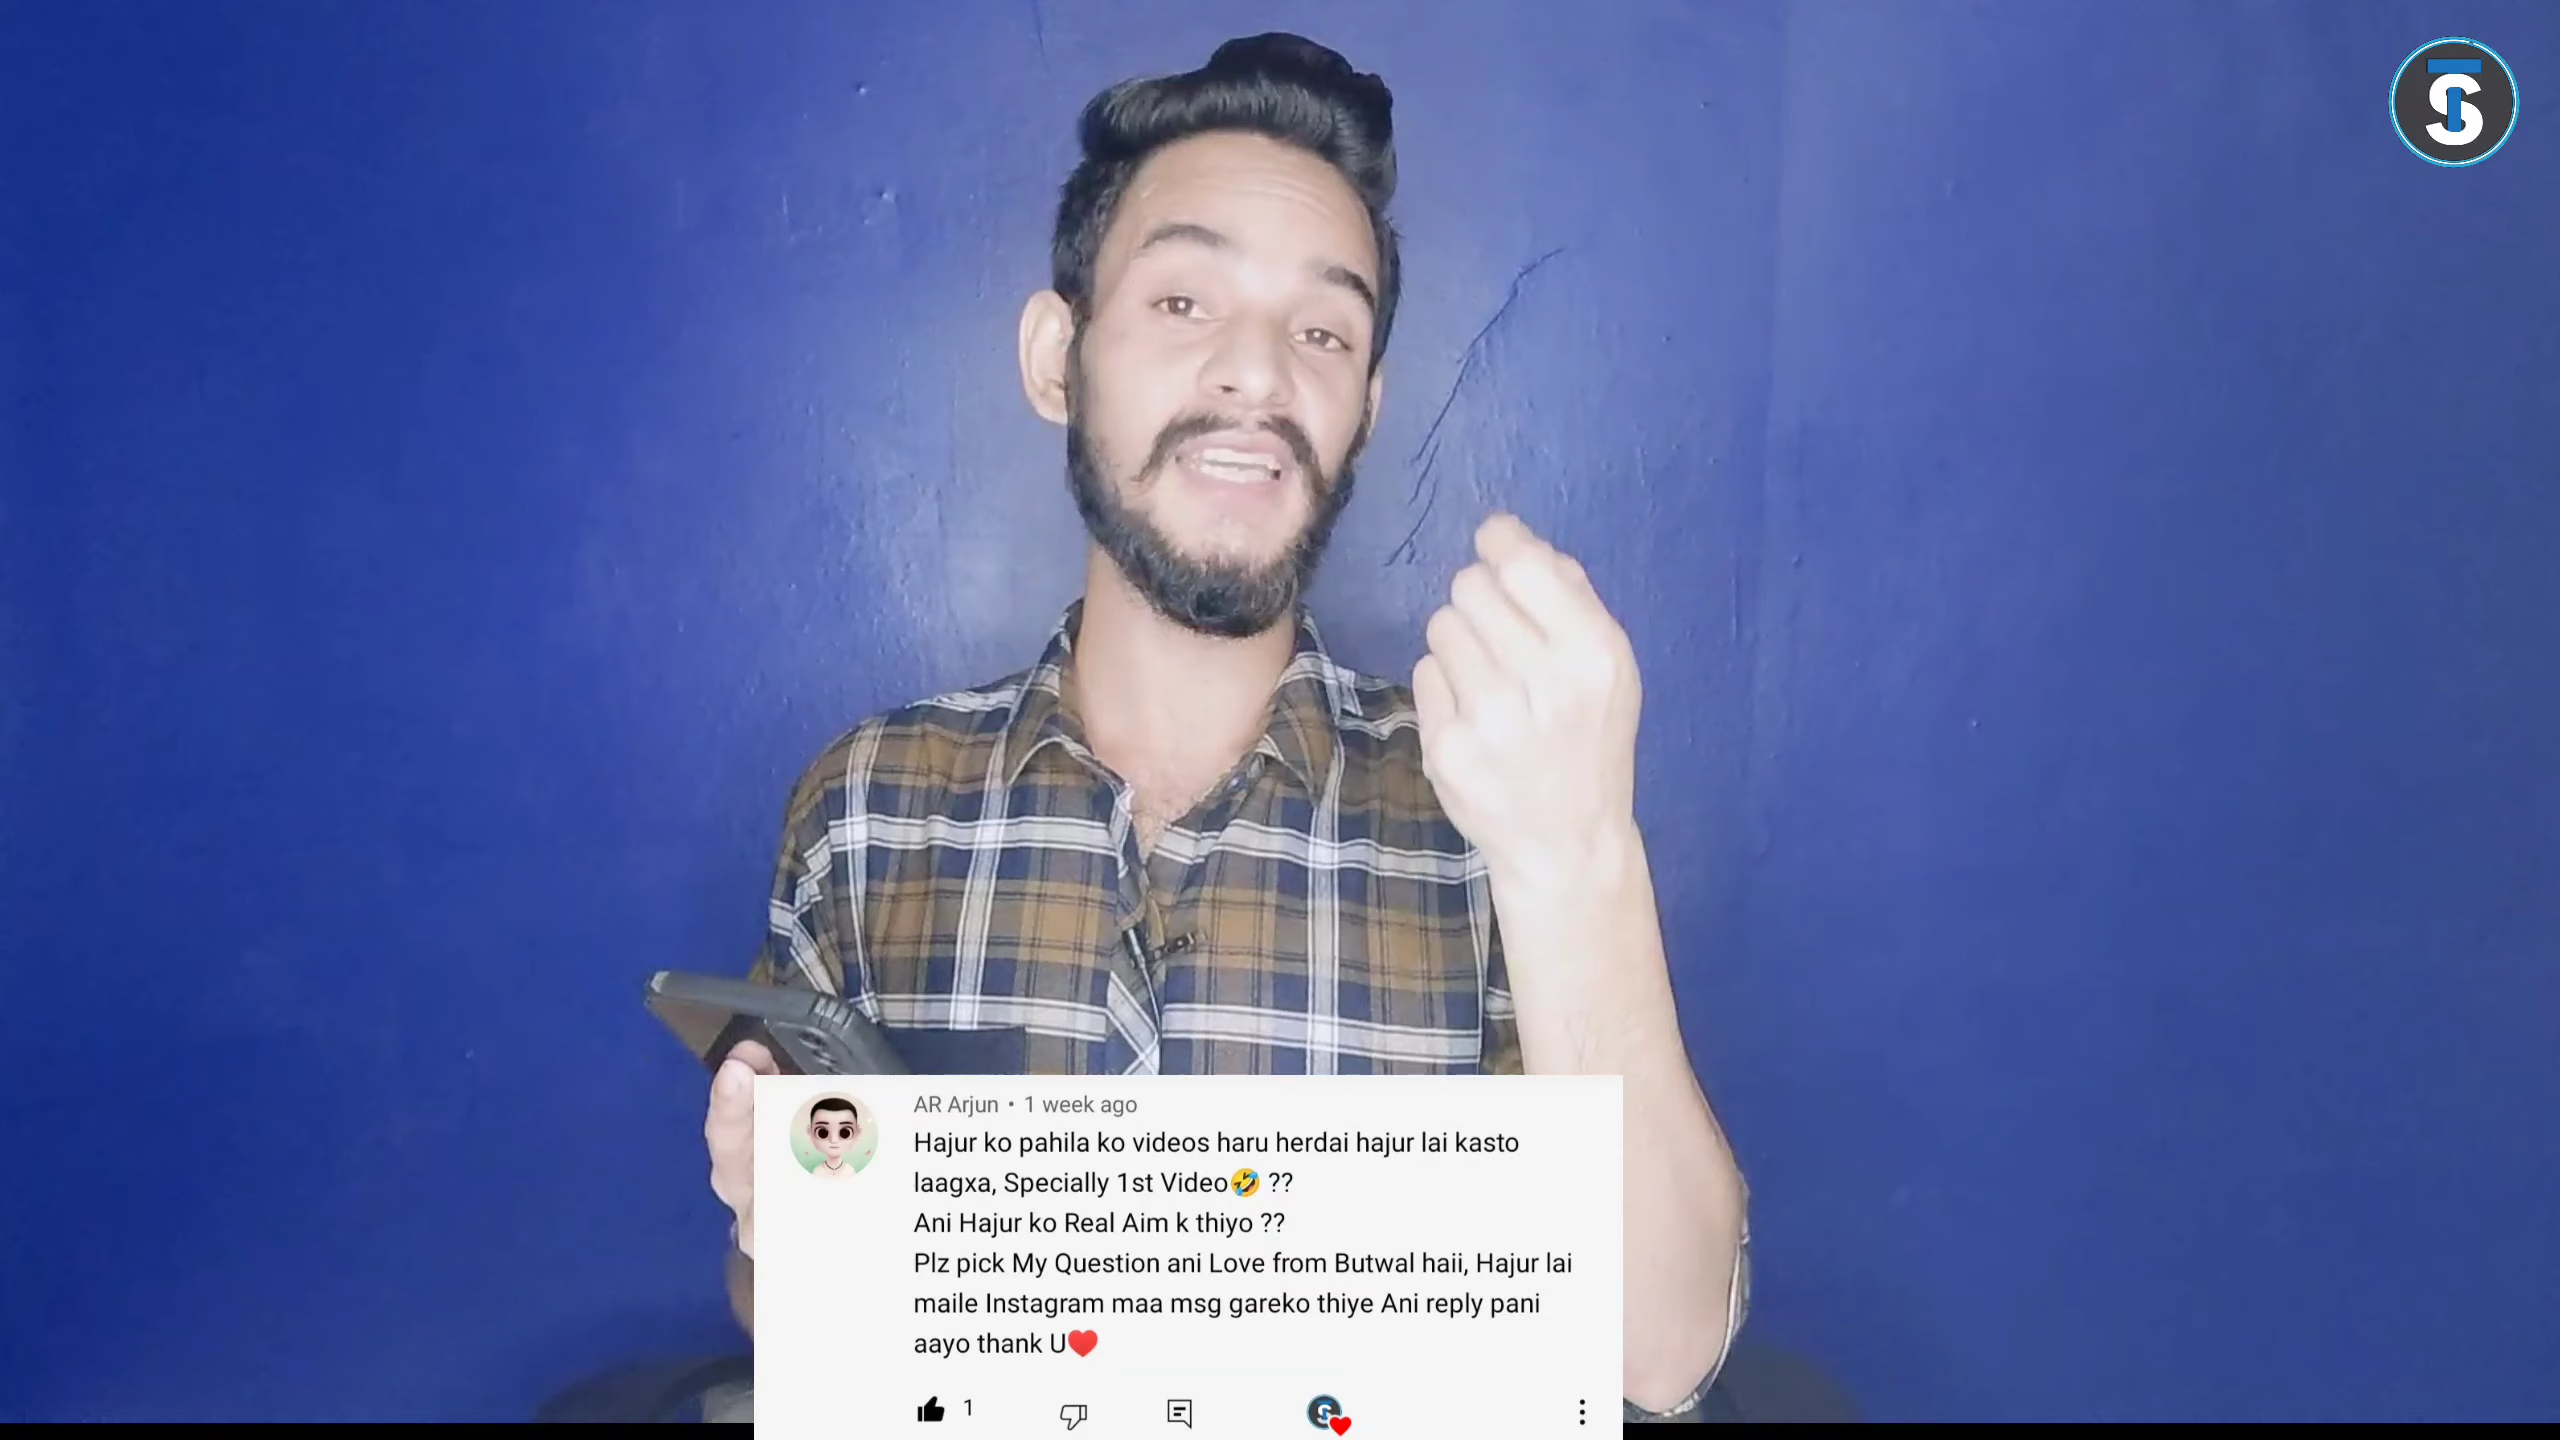 AR Arjun • 1 week ago
Hajur ko pahila ko videos haru herdai hajur lai kasto
laagxa, Specially 1st Video🤣 ??
Ani Hajur ko Real Aim k thiyo ??
Plz pick My Question ani Love from Butwal haii, Hajur lai
maile Instagram maa msg gareko thiye Ani reply pani
aayo thank U❤️
1